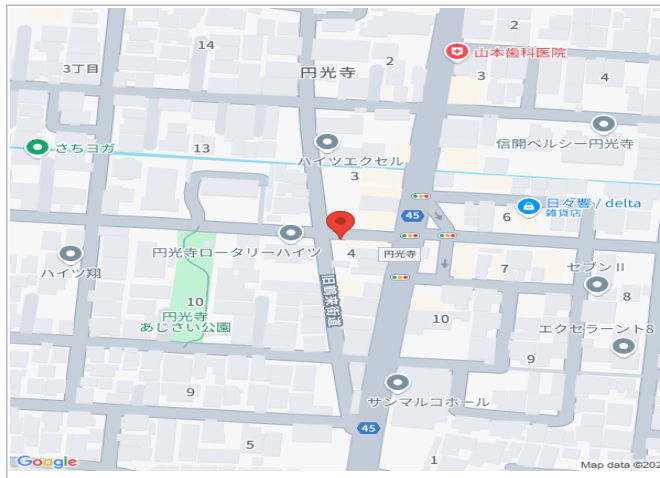 2
14
山本歯科医院
2
円光寺
3丁目
3
4
13
信開ベルシー円光寺
さちヨガ
ハイツエクセル
3
45
日々響 / delta
雑貨店
6
円光寺ロータリーハイツ
4
円光寺
7
ハイツ翔
セブンⅡ
旧鶴来街道
10
8
円光寺
あじさい公園
10
エクセラーント8
9
9
サンマルコホール
45
5
1
Google
Map data ©202